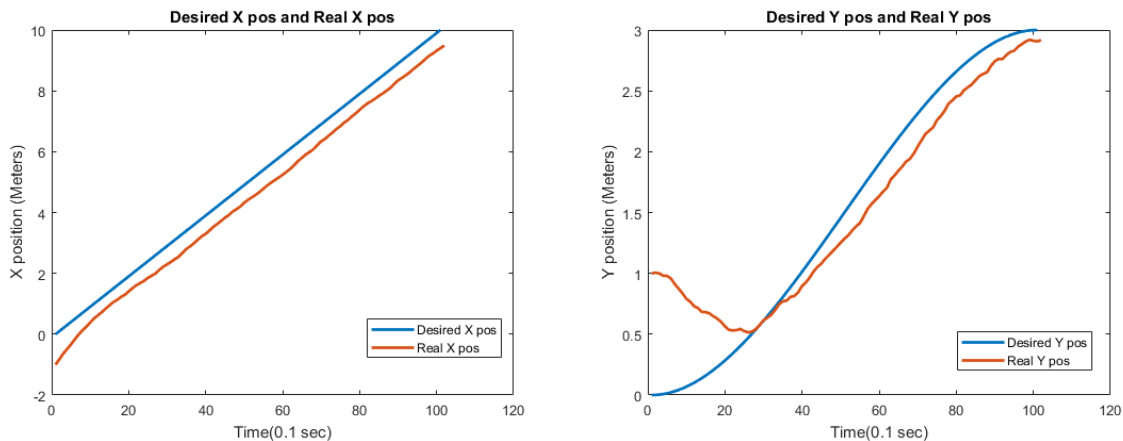 Desired X pos and Real X pos
10
8
6
4
2
0
-2
X position (Meters)
Desired X pos
Real X pos
0 20 40 60 80 100 120
Time(0.1 sec)
Desired Y pos and Real Y pos
3
2.5
2
1.5
1
0.5
0
Y position (Meters)
Desired Y pos
Real Y pos
0 20 40 60 80 100 120
Time(0.1 sec)